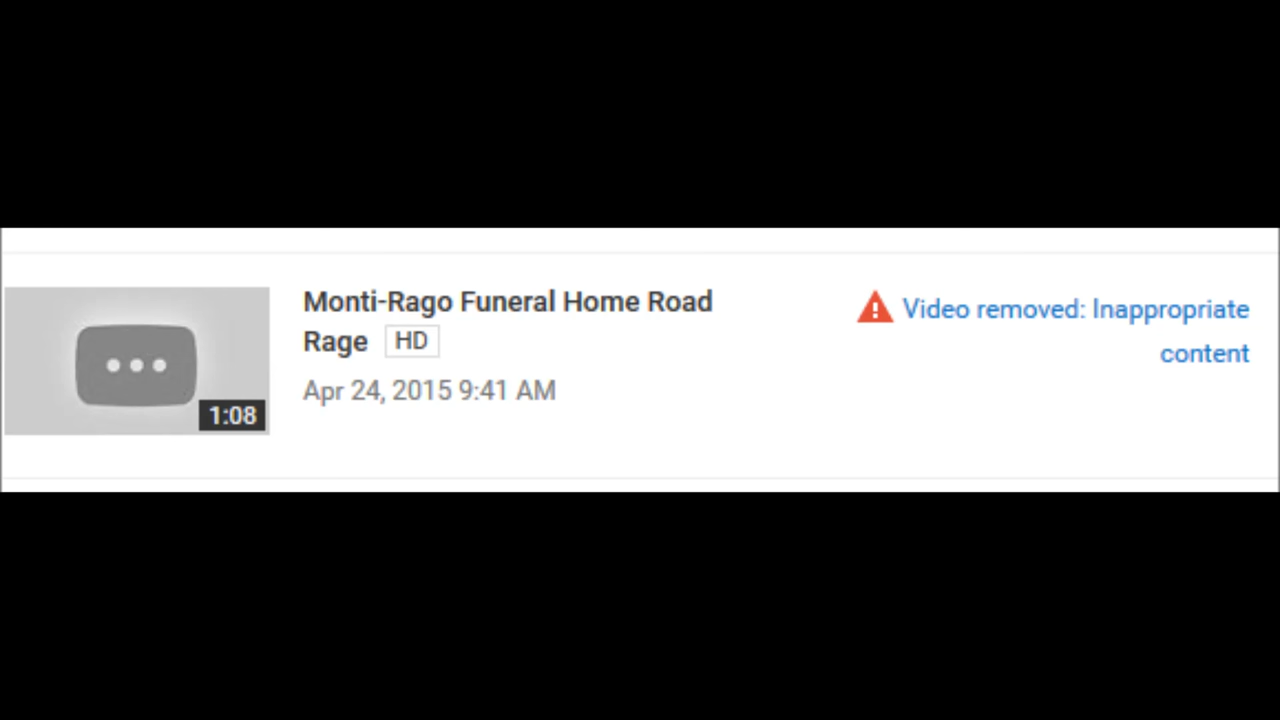 1:08
Monti-Rago Funeral Home Road
Rage HD
Apr 24, 2015 9:41 AM
Video removed: Inappropriate
content